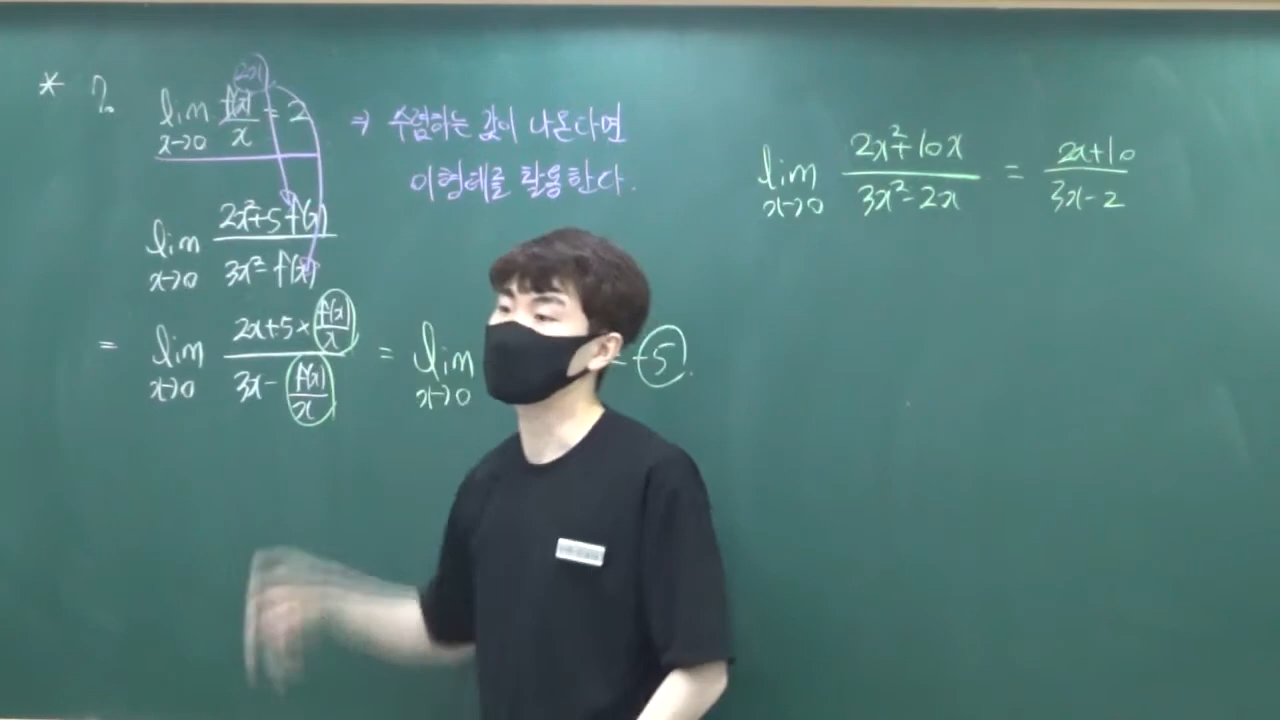 * 7.
lim x→0 f(x)/x = 2
2x
⇒ 수렴하는 값이 나온다면
이형태를 활용한다.
lim x→0 (2x²+5f(x))/(3x²-f(x))
= lim x→0 (2x+5×f(x)/x)/(3x-f(x)/x) = lim x→0 = -5.
lim x→0 (2x²+10x)/(3x²-2x) = (2x+10)/(3x-2)